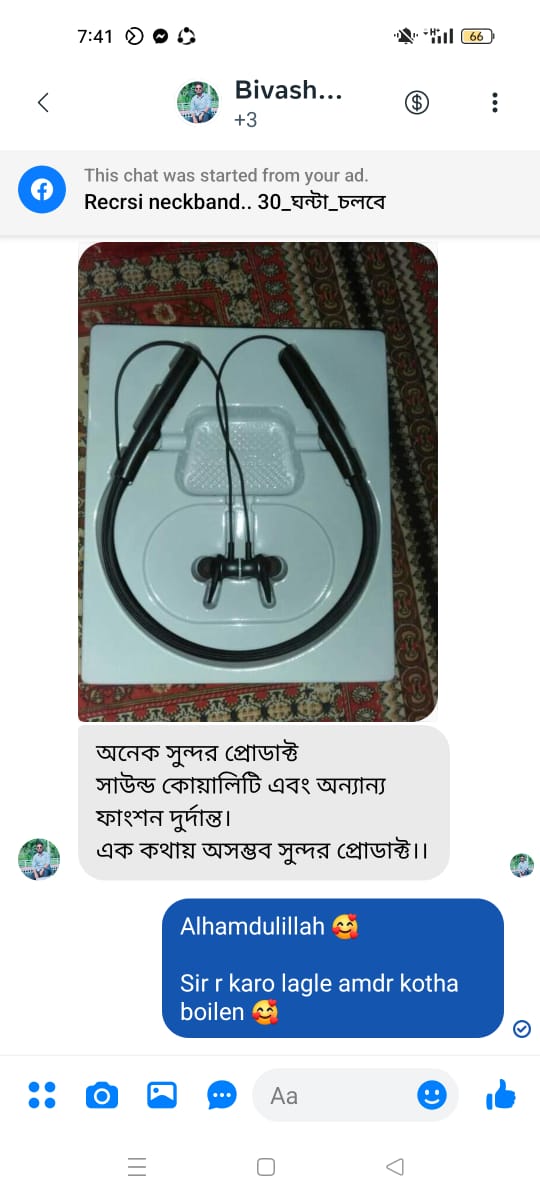 7:41
66
Bivash...
+3
This chat was started from your ad.
Recrsi neckband.. 30_ঘন্টা_চলবে
অনেক সুন্দর প্রোডাক্ট
সাউন্ড কোয়ালিটি এবং অন্যান্য
ফাংশন দুর্দান্ত।
এক কথায় অসম্ভব সুন্দর প্রোডাক্ট।।
Alhamdulillah 🥰
Sir r karo lagle amdr kotha
boilen 🥰
Aa